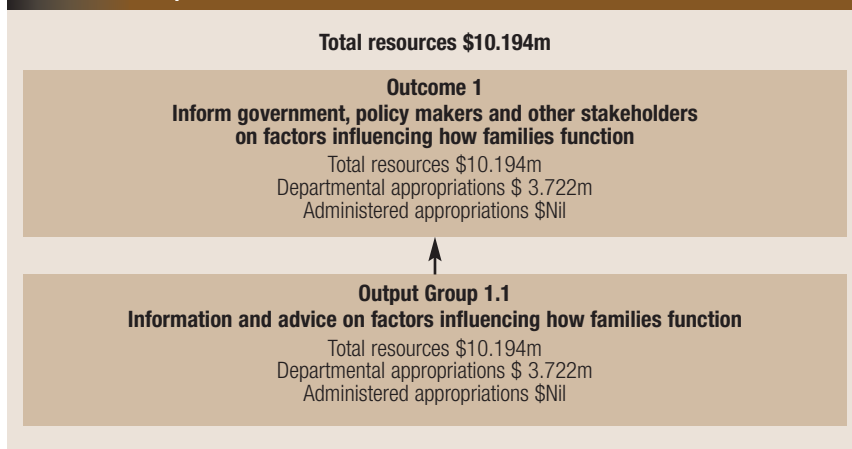 Total resources $10.194m
Outcome 1
Inform government, policy makers and other stakeholders
on factors influencing how families function
Total resources $10.194m
Departmental appropriations $ 3.722m
Administered appropriations $Nil
Output Group 1.1
Information and advice on factors influencing how families function
Total resources $10.194m
Departmental appropriations $ 3.722m
Administered appropriations $Nil